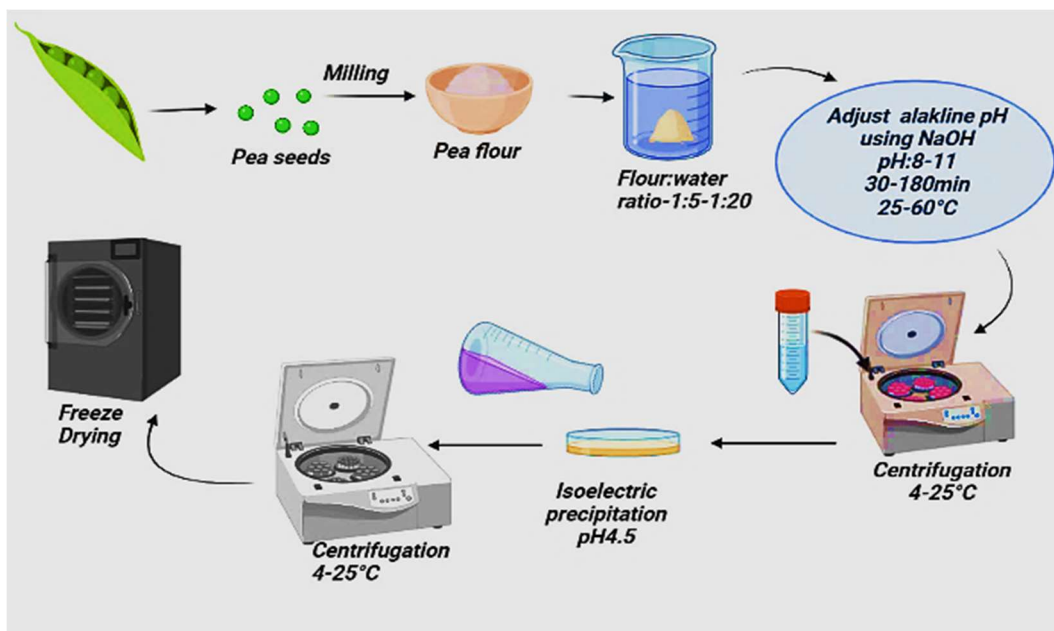 Milling
Pea seeds
Pea flour
Flour:water
ratio-1:5-1:20
Adjust alakline pH
using NaOH
pH:8-11
30-180min
25-60°C
Centrifugation
4-25°C
Isoelectric
precipitation
pH4.5
Centrifugation
4-25°C
Freeze
Drying